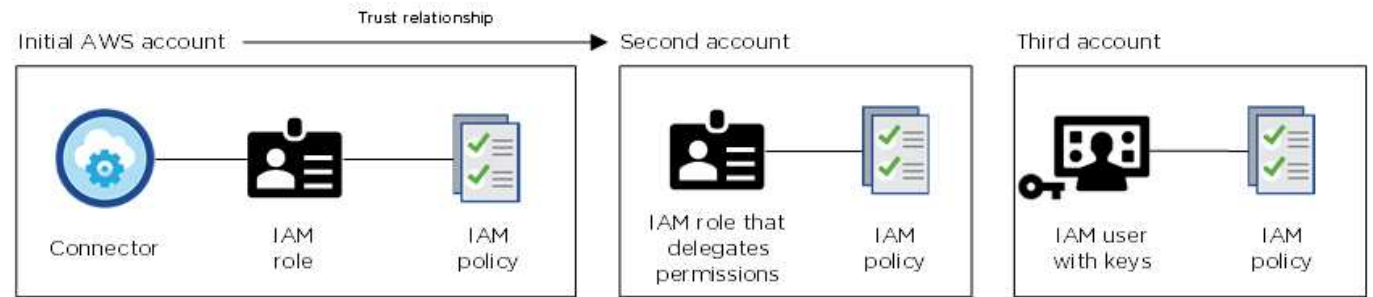 Trust relationship
Initial AWS account
Second account
Third account
Connector
IAM
role
IAM
policy
IAM role that
delegates
permissions
IAM
policy
IAM user
with keys
IAM
policy